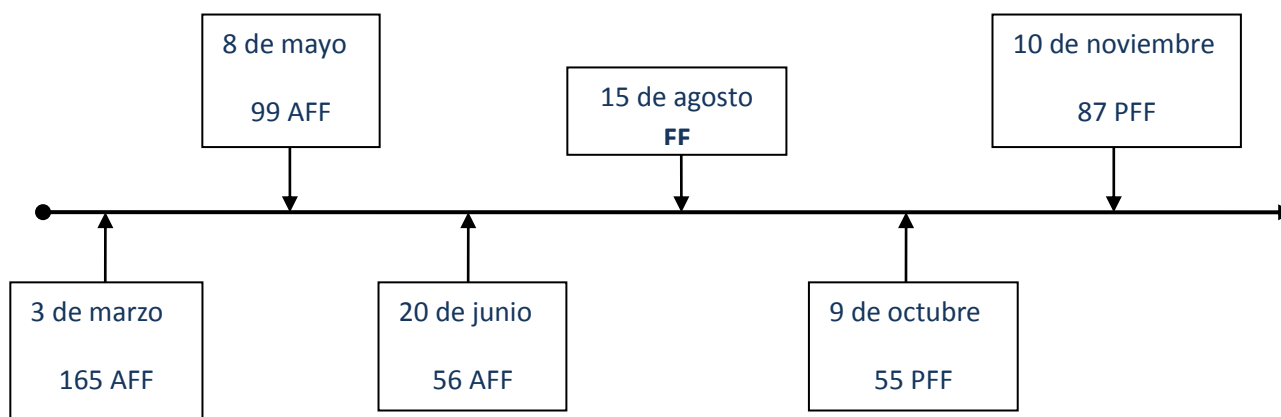 8 de mayo
99 AFF
15 de agosto
FF
10 de noviembre
87 PFF
3 de marzo
165 AFF
20 de junio
56 AFF
9 de octubre
55 PFF